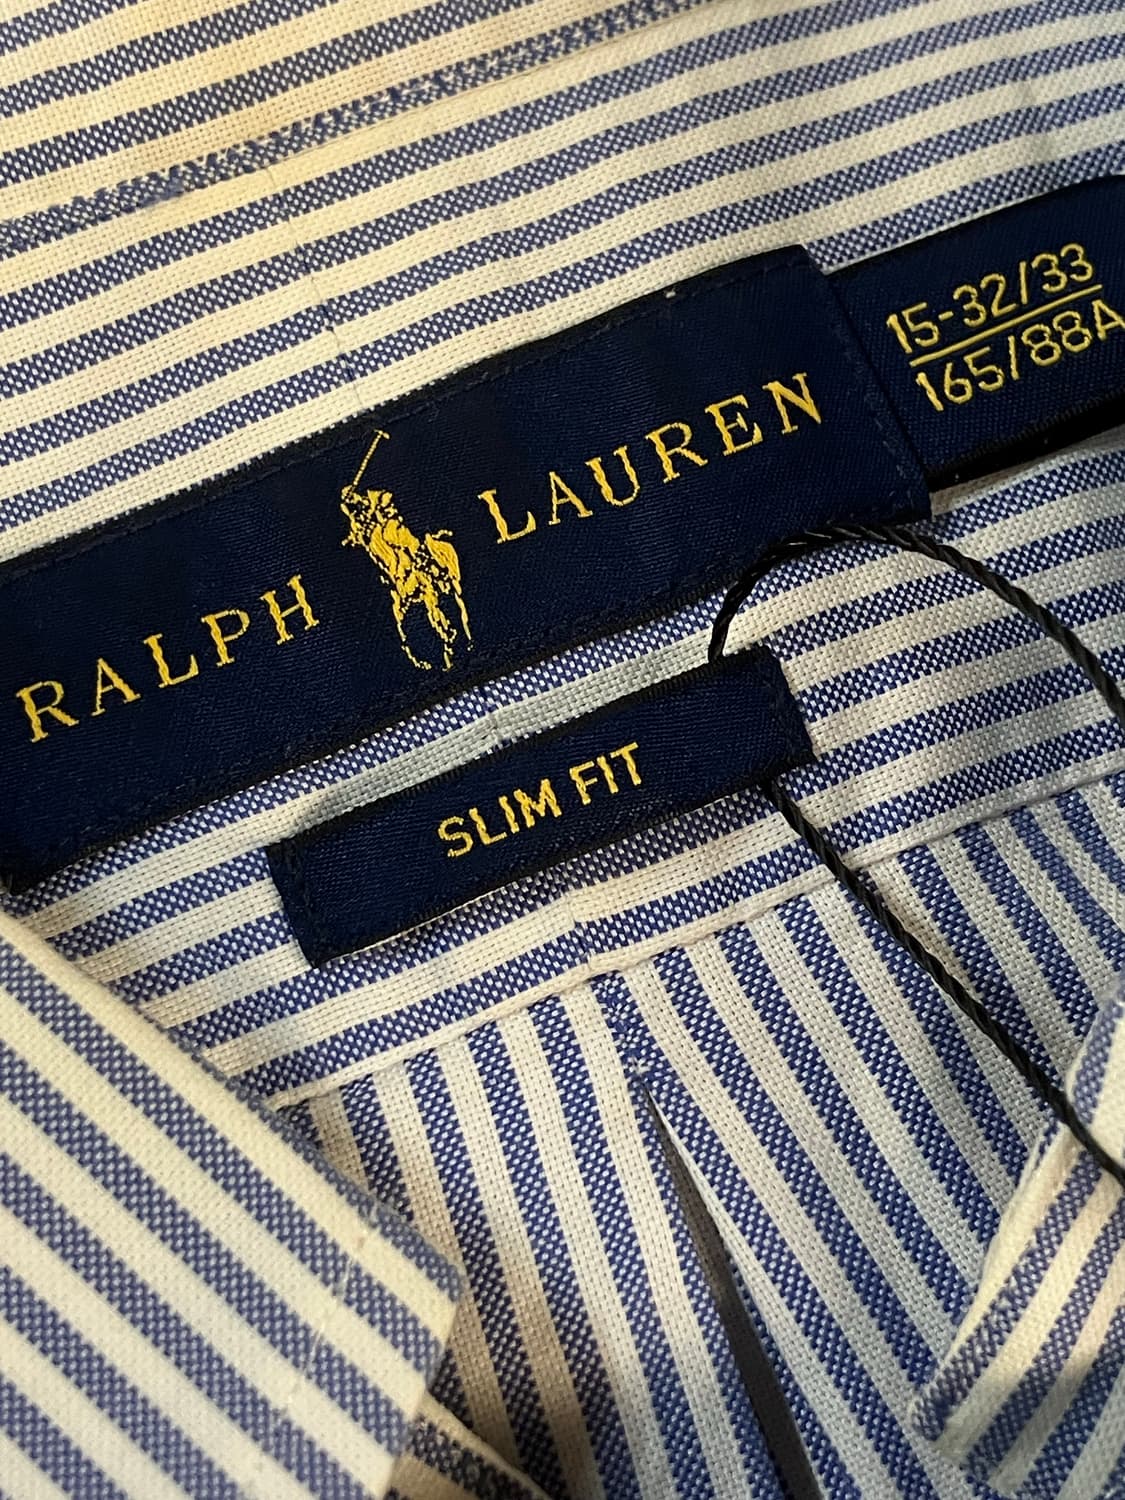 RALPH LAUREN
15-32/33
165/88A
SLIM FIT